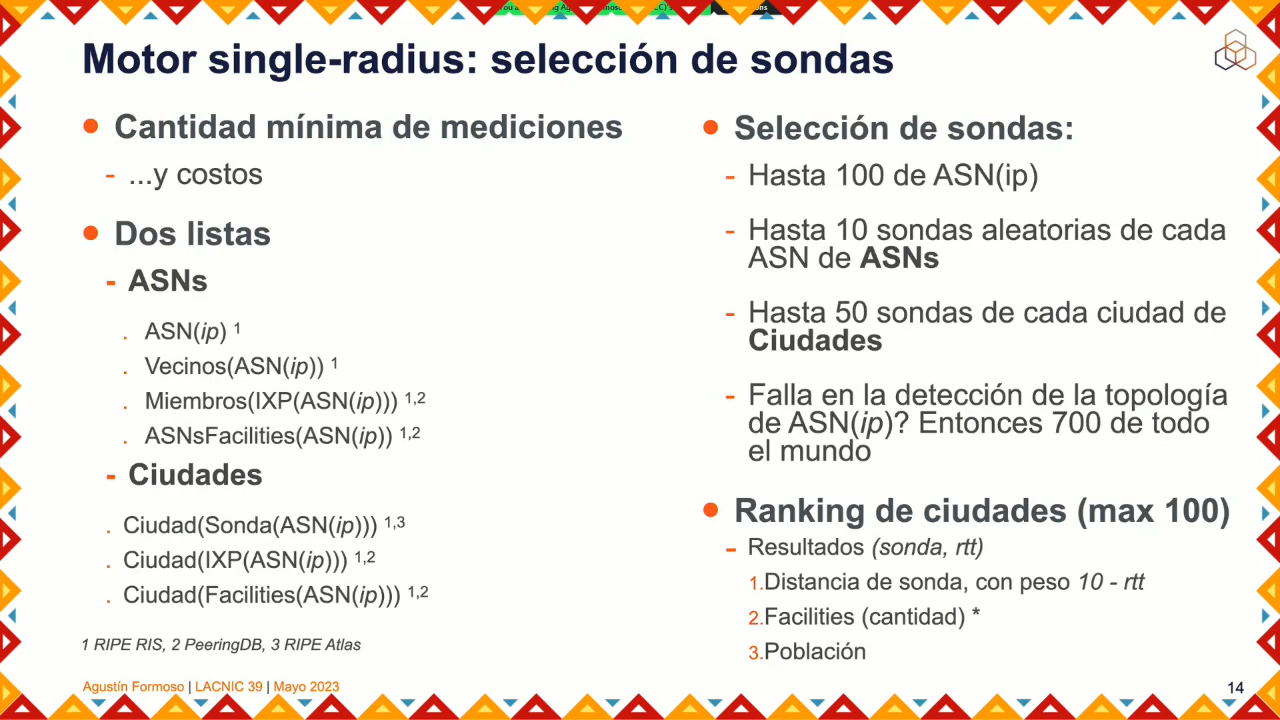 Motor single-radius: selección de sondas
● Cantidad mínima de mediciones
- ...y costos
● Dos listas
- ASNs
. ASN(ip) 1
. Vecinos(ASN(ip)) 1
. Miembros(IXP(ASN(ip))) 1,2
. ASNsFacilities(ASN(ip)) 1,2
- Ciudades
. Ciudad(Sonda(ASN(ip))) 1,3
. Ciudad(IXP(ASN(ip))) 1,2
. Ciudad(Facilities(ASN(ip))) 1,2
1 RIPE RIS, 2 PeeringDB, 3 RIPE Atlas
● Selección de sondas:
- Hasta 100 de ASN(ip)
- Hasta 10 sondas aleatorias de cada
ASN de ASNs
- Hasta 50 sondas de cada ciudad de
Ciudades
- Falla en la detección de la topología
de ASN(ip)? Entonces 700 de todo
el mundo
● Ranking de ciudades (max 100)
- Resultados (sonda, rtt)
1.Distancia de sonda, con peso 10 - rtt
2.Facilities (cantidad) *
3.Población
Agustín Formoso | LACNIC 39 | Mayo 2023
14